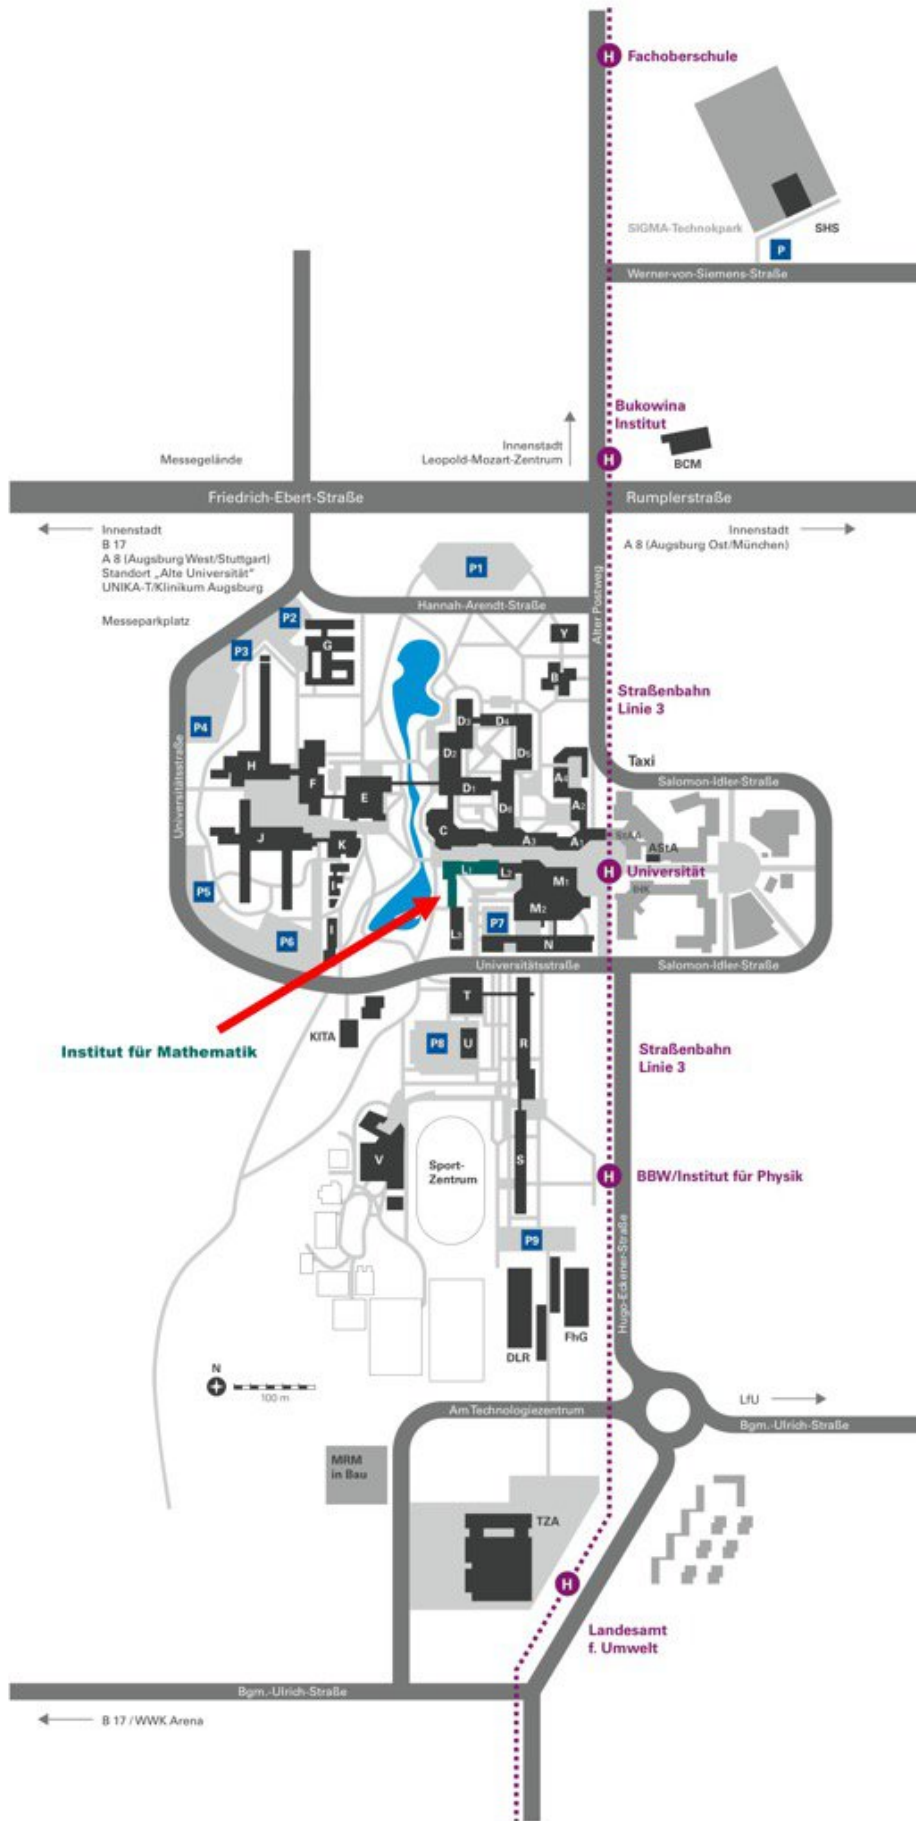 Fachoberschule
H
SIGMA-Technokpark
SHS
P
Werner-von-Siemens-Straße
Bukowina
Institut
Innenstadt
Leopold-Mozart-Zentrum
H
BCM
Messegelände
Friedrich-Ebert-Straße
Rumplerstraße
Innenstadt
B 17
A 8 (Augsburg West/Stuttgart)
Standort „Alte Universität“
UNIKA-T/Klinikum Augsburg
Innenstadt
A 8 (Augsburg Ost/München)
P1
Hannah-Arendt-Straße
Alter Postweg
Messeparkplatz
P2
G
P3
Y
B
P4
Straßenbahn
Linie 3
D3
D4
D2
D5
H
F
E
D1
D6
A4
A2
Taxi
Salomon-Idler-Straße
Universitätsstraße
J
K
C
A3
A1
StAA
AStA
L1
L2
M1
H
Universität
IHK
P5
I
M2
P7
P6
I
L3
N
Universitätsstraße
Salomon-Idler-Straße
T
KITA
P8
U
R
Institut für Mathematik
Straßenbahn
Linie 3
V
Sport-
Zentrum
S
H
BBW/Institut für Physik
P9
Hugo-Eckener-Straße
DLR
FhG
N
100 m
LfU
Am Technologiezentrum
Bgm.-Ulrich-Straße
MRM
in Bau
TZA
H
Landesamt
f. Umwelt
Bgm.-Ulrich-Straße
B 17 / WWK Arena